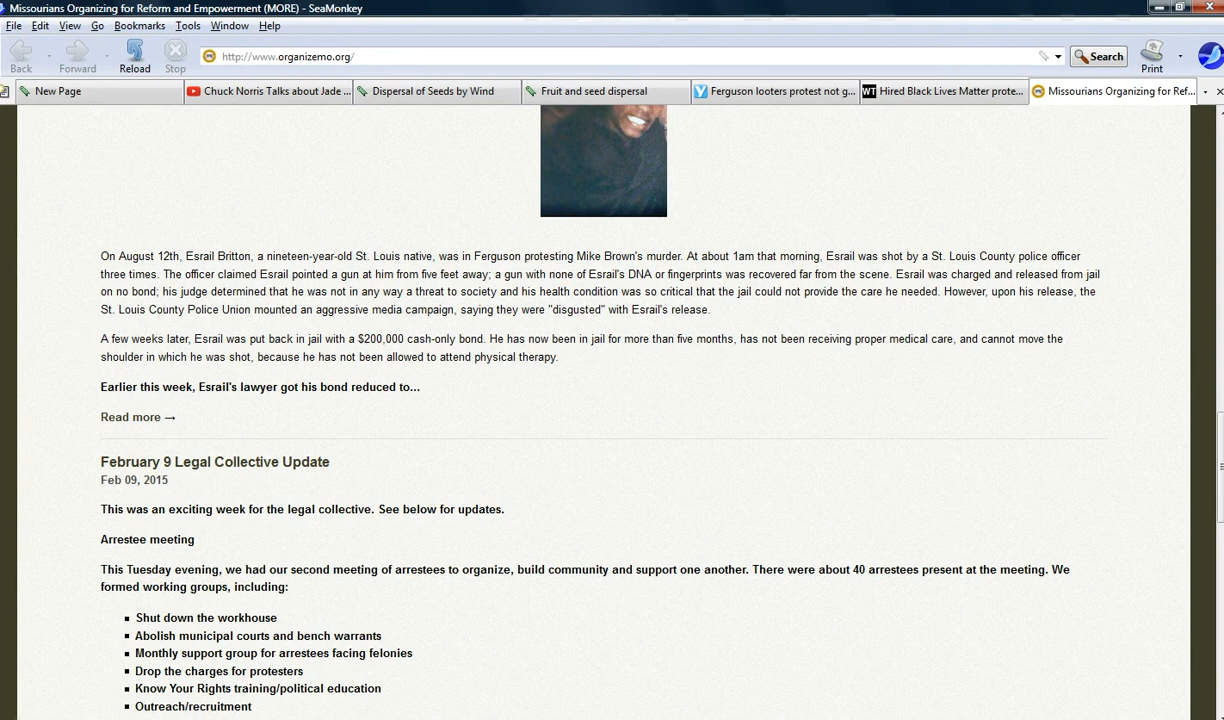 Missourians Organizing for Reform and Empowerment (MORE) - SeaMonkey
File Edit View Go Bookmarks Tools Window Help
Back Forward Reload Stop http://www.organizemo.org/ Search Print
New Page Chuck Norris Talks about Jade ... Dispersal of Seeds by Wind Fruit and seed dispersal Ferguson looters protest not g... WT Hired Black Lives Matter prote... Missourians Organizing for Ref...
On August 12th, Esrail Britton, a nineteen-year-old St. Louis native, was in Ferguson protesting Mike Brown's murder. At about 1am that morning, Esrail was shot by a St. Louis County police officer
three times. The officer claimed Esrail pointed a gun at him from five feet away; a gun with none of Esrail's DNA or fingerprints was recovered far from the scene. Esrail was charged and released from jail
on no bond; his judge determined that he was not in any way a threat to society and his health condition was so critical that the jail could not provide the care he needed. However, upon his release, the
St. Louis County Police Union mounted an aggressive media campaign, saying they were "disgusted" with Esrail's release.
A few weeks later, Esrail was put back in jail with a $200,000 cash-only bond. He has now been in jail for more than five months, has not been receiving proper medical care, and cannot move the
shoulder in which he was shot, because he has not been allowed to attend physical therapy.
Earlier this week, Esrail's lawyer got his bond reduced to...
Read more →
February 9 Legal Collective Update
Feb 09, 2015
This was an exciting week for the legal collective. See below for updates.
Arrestee meeting
This Tuesday evening, we had our second meeting of arrestees to organize, build community and support one another. There were about 40 arrestees present at the meeting. We
formed working groups, including:
Shut down the workhouse
Abolish municipal courts and bench warrants
Monthly support group for arrestees facing felonies
Drop the charges for protesters
Know Your Rights training/political education
Outreach/recruitment